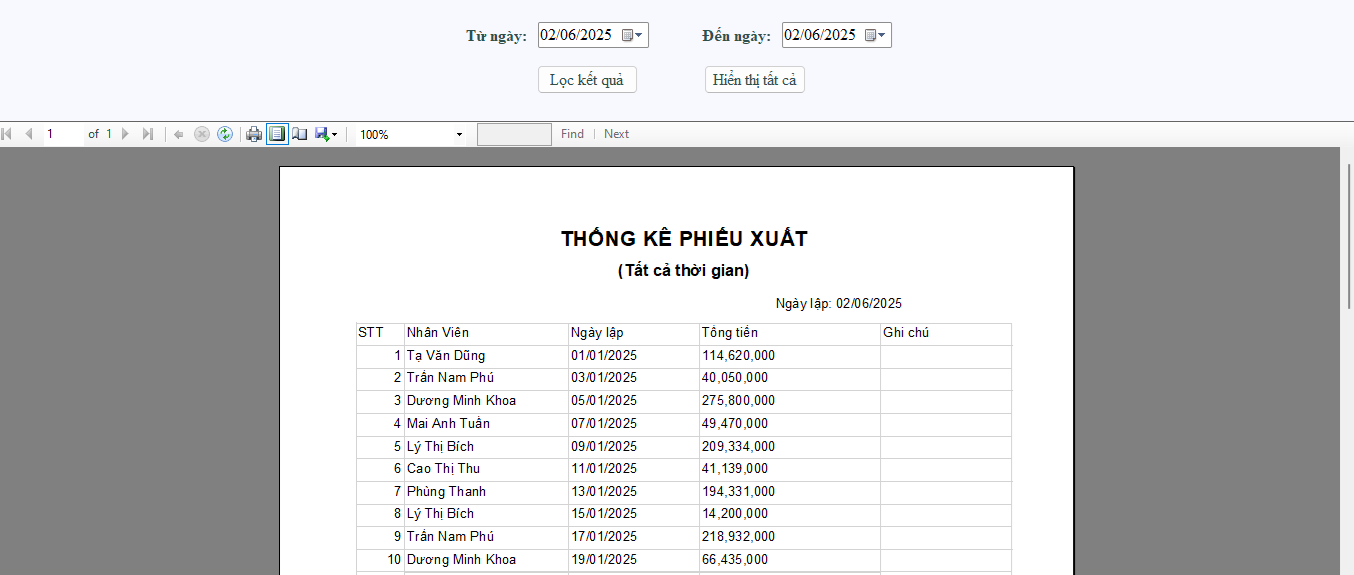 Từ ngày: 02/06/2025 Đến ngày: 02/06/2025
Lọc kết quả Hiển thị tất cả
1 of 1 100% Find Next
THỐNG KÊ PHIẾU XUẤT
(Tất cả thời gian)
Ngày lập: 02/06/2025
STT Nhân Viên Ngày lập Tổng tiền Ghi chú
1 Tạ Văn Dũng 01/01/2025 114,620,000
2 Trần Nam Phú 03/01/2025 40,050,000
3 Dương Minh Khoa 05/01/2025 275,800,000
4 Mai Anh Tuấn 07/01/2025 49,470,000
5 Lý Thị Bích 09/01/2025 209,334,000
6 Cao Thị Thu 11/01/2025 41,139,000
7 Phùng Thanh 13/01/2025 194,331,000
8 Lý Thị Bích 15/01/2025 14,200,000
9 Trần Nam Phú 17/01/2025 218,932,000
10 Dương Minh Khoa 19/01/2025 66,435,000